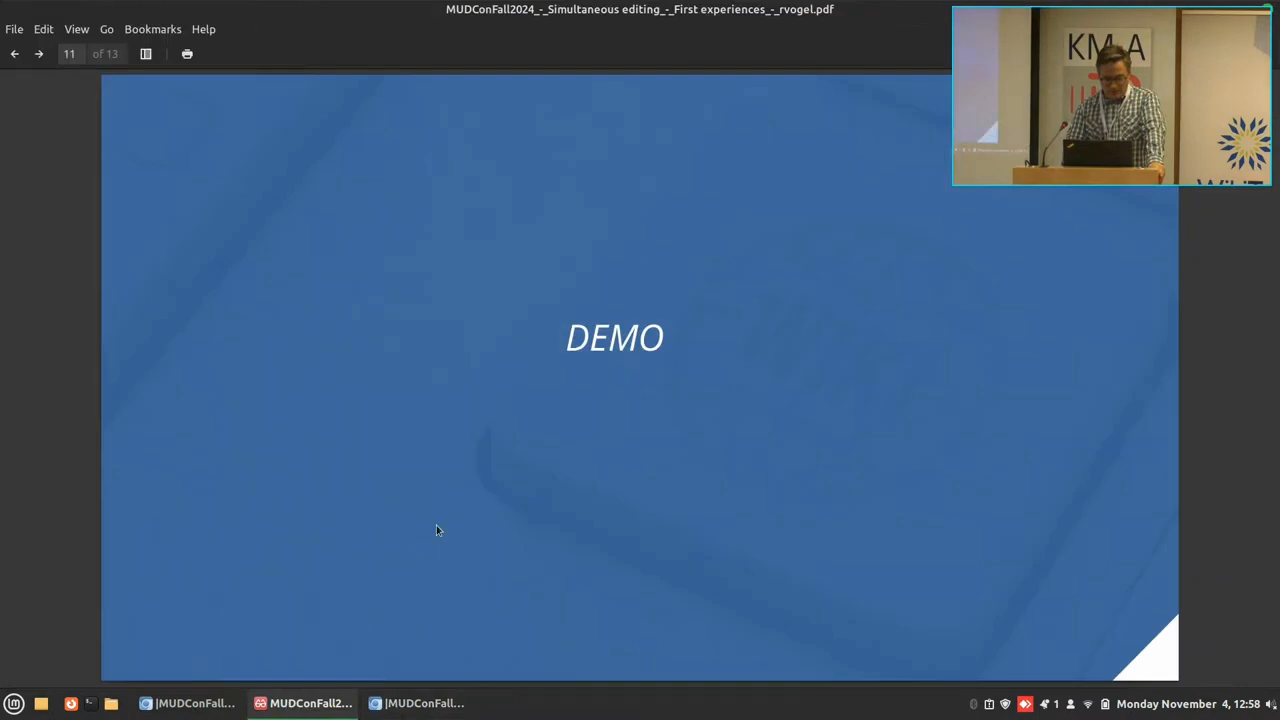 MUDConFall2024_-_Simultaneous editing_-_First experiences_-_rvogel.pdf
File Edit View Go Bookmarks Help
11 of 13
KM A
DEMO
|MUDConFall...
MUDConFall2...
|MUDConFall...
1
Monday November 4, 12:58